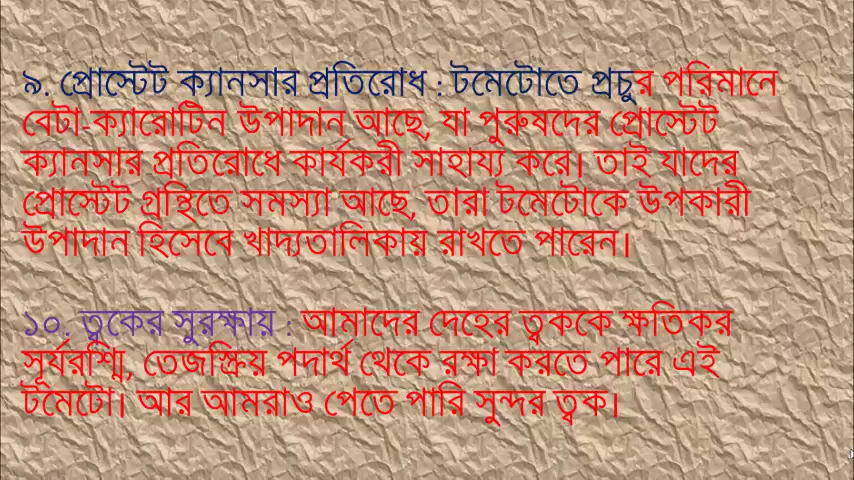 ৯. প্রোস্টেট ক্যানসার প্রতিরোধ : টমেটোতে প্রচুর পরিমানে
বেটা-ক্যারোটিন উপাদান আছে, যা পুরুষদের প্রোস্টেট
ক্যানসার প্রতিরোধে কার্যকরী সাহায্য করে। তাই যাদের
প্রোস্টেট গ্রন্থিতে সমস্যা আছে, তারা টমেটোকে উপকারী
উপাদান হিসেবে খাদ্যতালিকায় রাখতে পারেন।
১০. ত্বকের সুরক্ষায় : আমাদের দেহের ত্বককে ক্ষতিকর
সূর্যরশ্মি, তেজস্ক্রিয় পদার্থ থেকে রক্ষা করতে পারে এই
টমেটো। আর আমরাও পেতে পারি সুন্দর ত্বক।